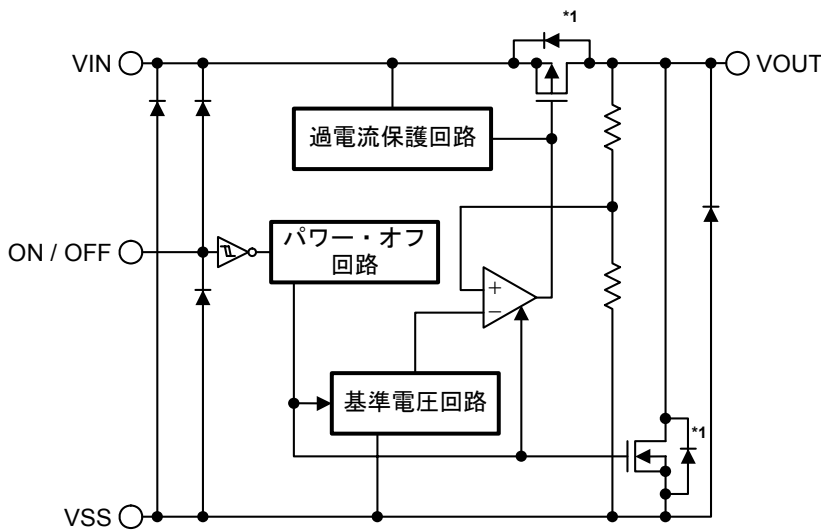 *1
VIN
VOUT
過電流保護回路
ON / OFF
パワー・オフ
回路
+
−
基準電圧回路
*1
VSS